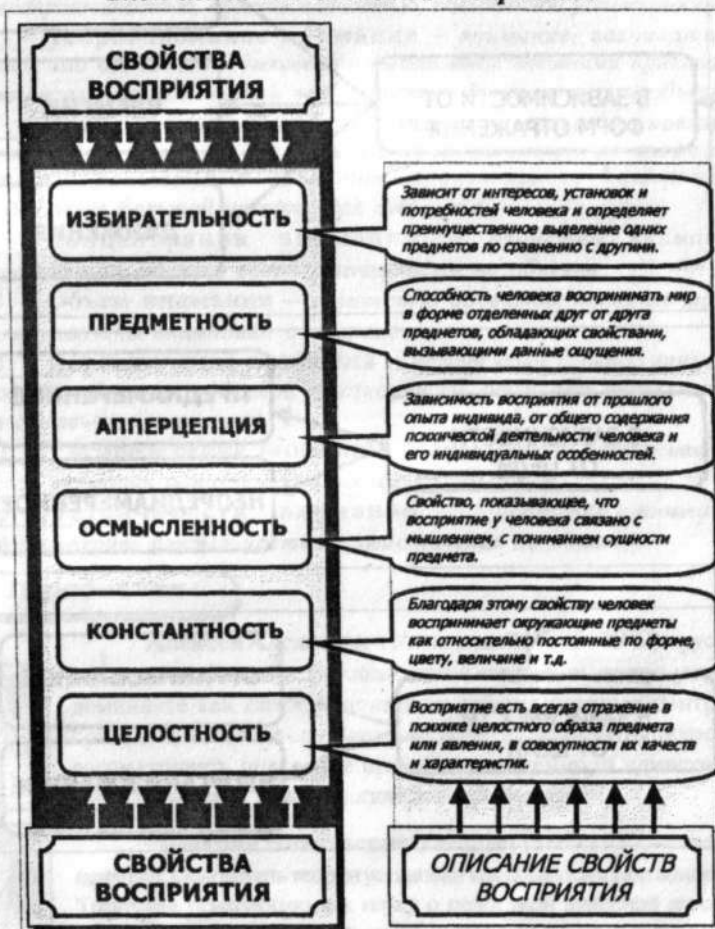 СВОЙСТВА
ВОСПРИЯТИЯ
ИЗБИРАТЕЛЬНОСТЬ
Зависит от интересов, установок и
потребностей человека и определяет
преимущественное выделение одних
предметов по сравнению с другими.
ПРЕДМЕТНОСТЬ
Способность человека воспринимать мир
в форме отделенных друг от друга
предметов, обладающих свойствами,
вызывающими данные ощущения.
АППЕРЦЕПЦИЯ
Зависимость восприятия от прошлого
опыта индивида, от общего содержания
психической деятельности человека и
его индивидуальных особенностей.
ОСМЫСЛЕННОСТЬ
Свойство, показывающее, что
восприятие у человека связано с
мышлением, с пониманием сущности
предмета.
КОНСТАНТНОСТЬ
Благодаря этому свойству человек
воспринимает окружающие предметы
как относительно постоянные по форме,
цвету, величине и т.д.
ЦЕЛОСТНОСТЬ
Восприятие есть всегда отражение в
психике целостного образа предмета
или явления, в совокупности их качеств
и характеристик.
СВОЙСТВА
ВОСПРИЯТИЯ
ОПИСАНИЕ СВОЙСТВ
ВОСПРИЯТИЯ